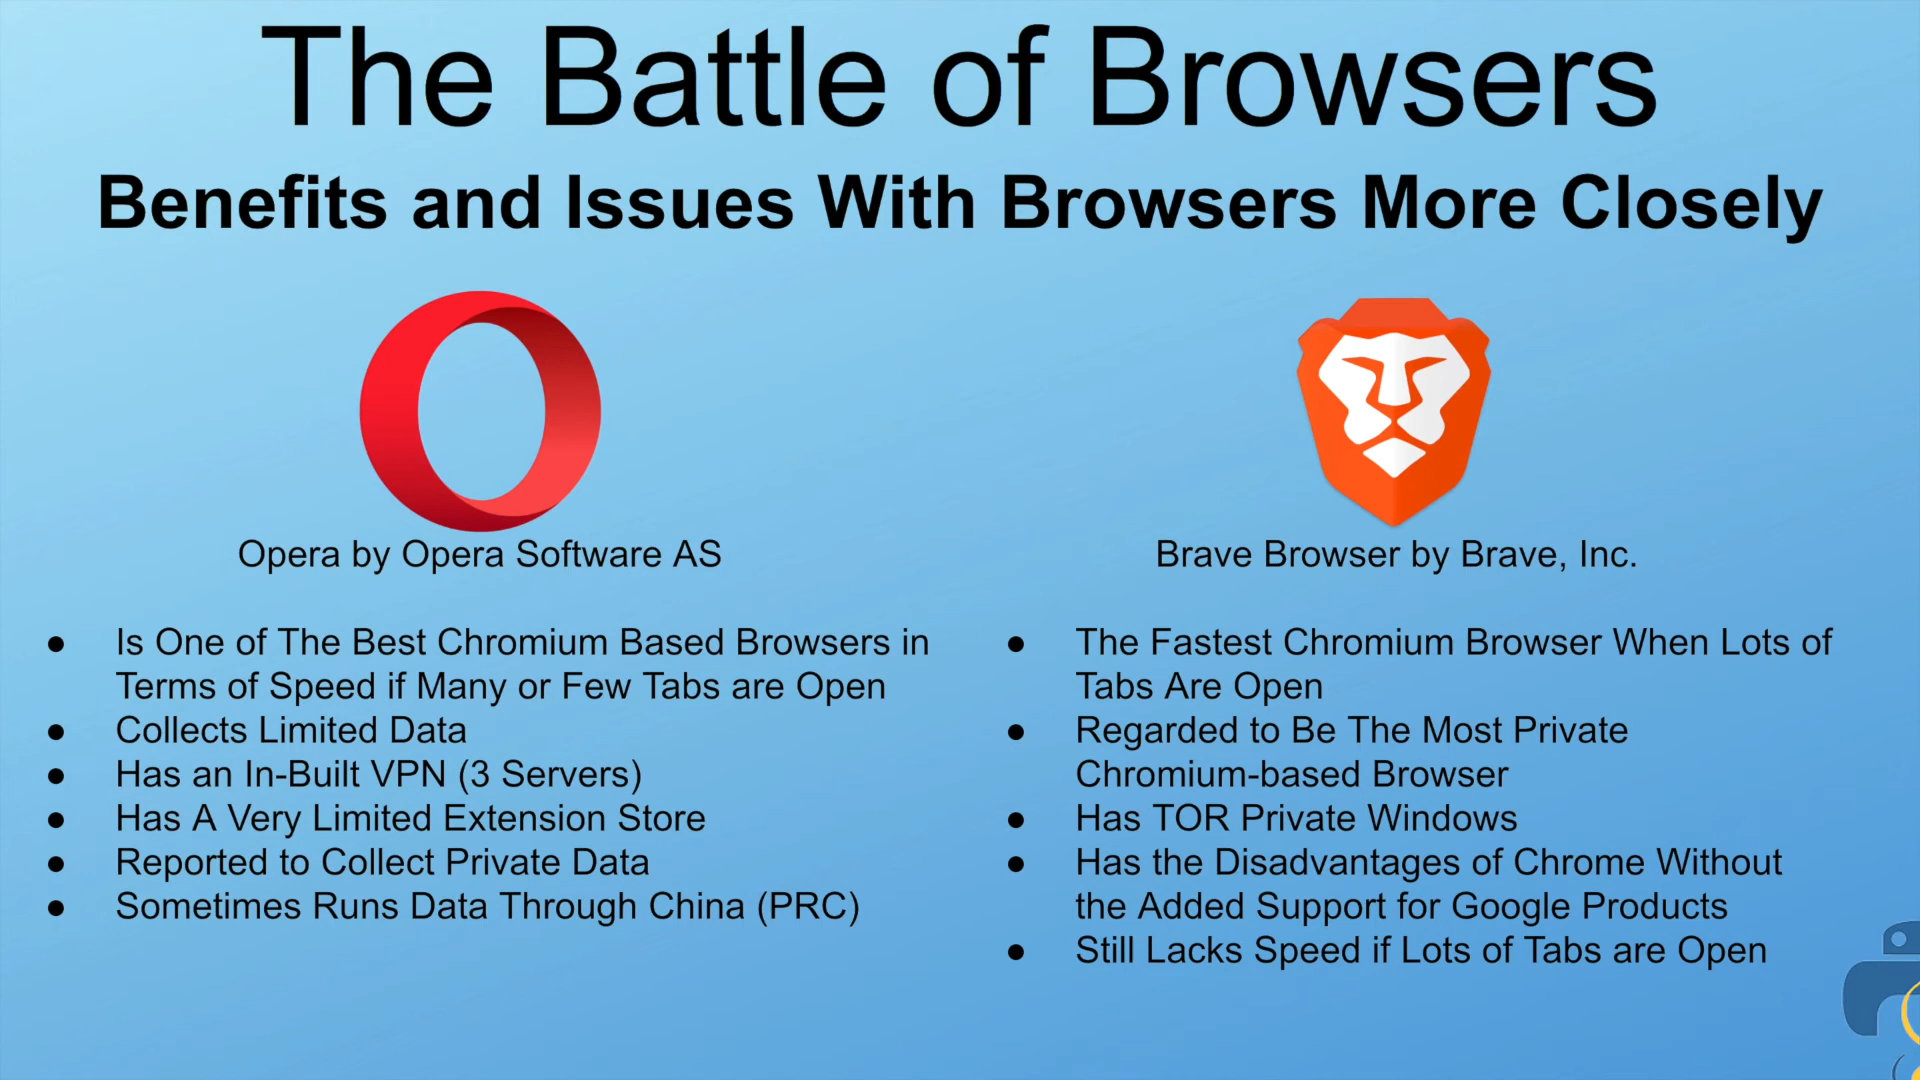 The Battle of Browsers
Benefits and Issues With Browsers More Closely
Opera by Opera Software AS
● Is One of The Best Chromium Based Browsers in
Terms of Speed if Many or Few Tabs are Open
● Collects Limited Data
● Has an In-Built VPN (3 Servers)
● Has A Very Limited Extension Store
● Reported to Collect Private Data
● Sometimes Runs Data Through China (PRC)
Brave Browser by Brave, Inc.
● The Fastest Chromium Browser When Lots of
Tabs Are Open
● Regarded to Be The Most Private
Chromium-based Browser
● Has TOR Private Windows
● Has the Disadvantages of Chrome Without
the Added Support for Google Products
● Still Lacks Speed if Lots of Tabs are Open